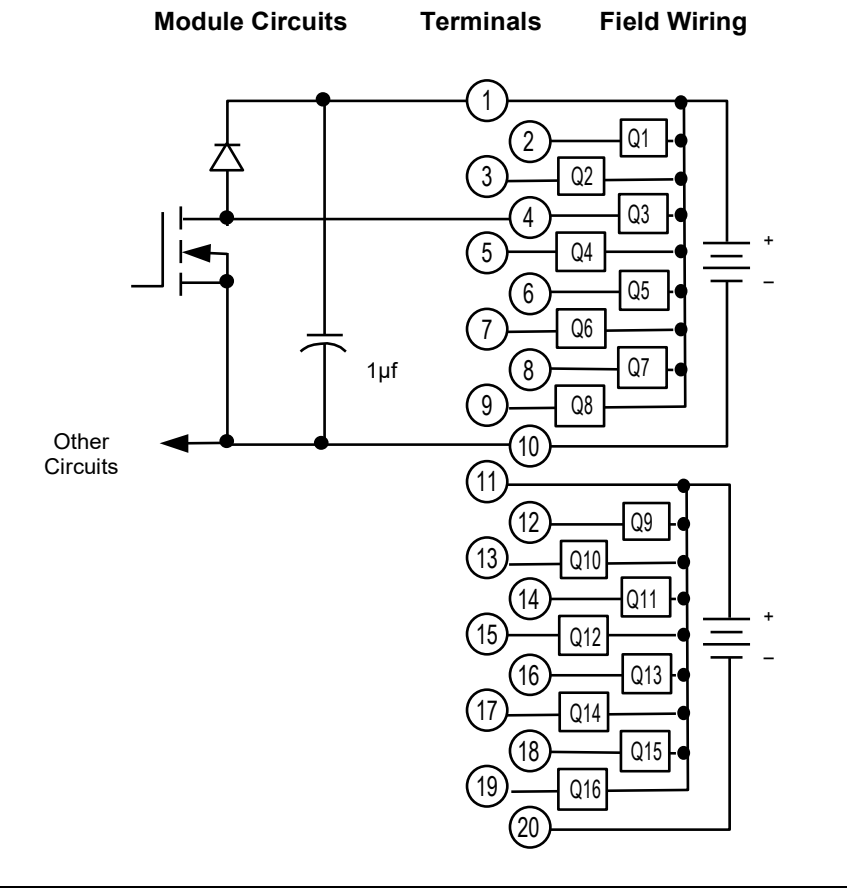 Module Circuits Terminals Field Wiring
1
2 Q1
3 Q2
4 Q3
5 Q4
+
6 Q5
–
7 Q6
8 Q7
1µf
9 Q8
Other
Circuits
10
11
12 Q9
13 Q10
14 Q11
15 Q12
+
16 Q13
–
17 Q14
18 Q15
19 Q16
20